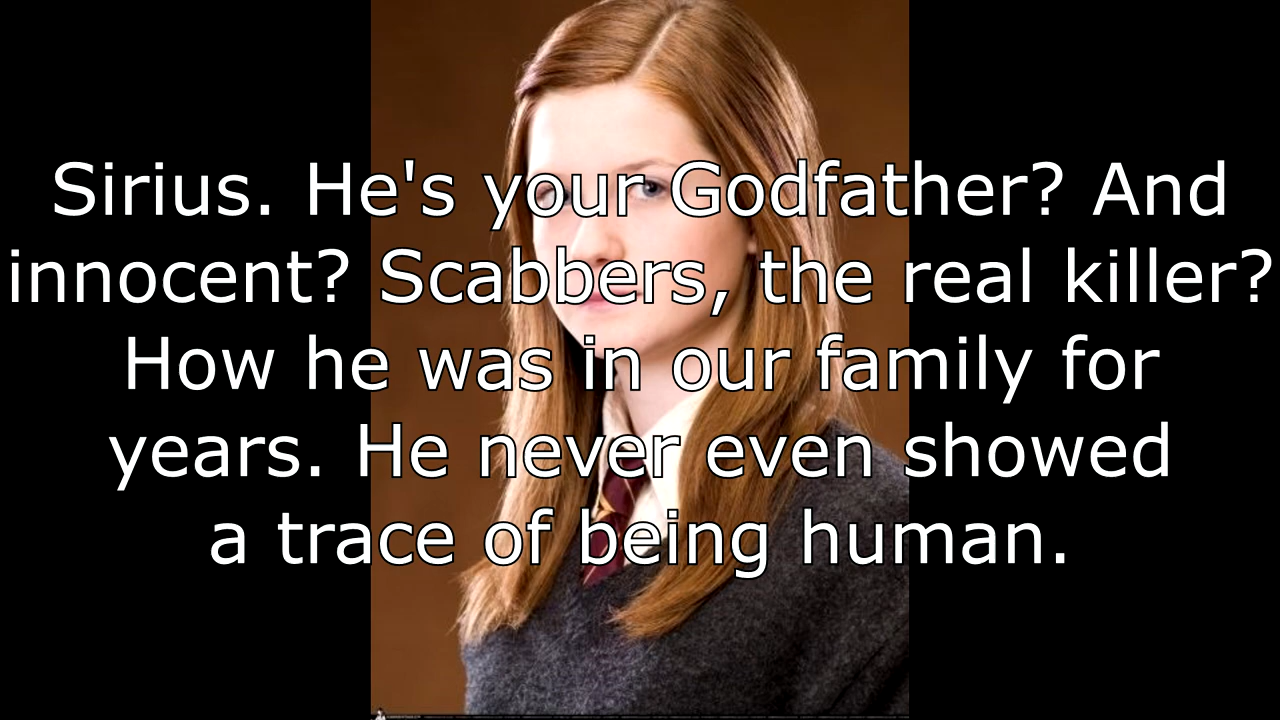 Sirius. He's your Godfather? And
innocent? Scabbers, the real killer?
How he was in our family for
years. He never even showed
a trace of being human.